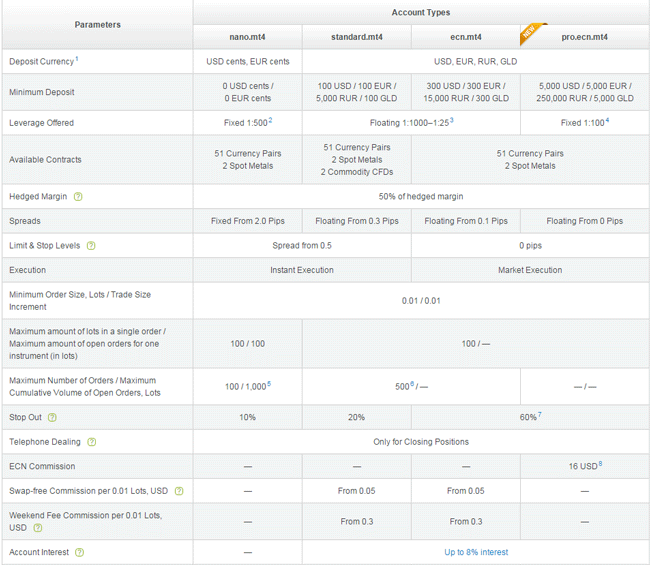 Parameters
Account Types
nano.mt4
standard.mt4
ecn.mt4
NEW
pro.ecn.mt4
Deposit Currency 1
USD cents, EUR cents
USD, EUR, RUR, GLD
Minimum Deposit
0 USD cents /
0 EUR cents
100 USD / 100 EUR /
5,000 RUR / 100 GLD
300 USD / 300 EUR /
15,000 RUR / 300 GLD
5,000 USD / 5,000 EUR /
250,000 RUR / 5,000 GLD
Leverage Offered
Fixed 1:500 2
Floating 1:1000–1:25 3
Fixed 1:100 4
Available Contracts
51 Currency Pairs
2 Spot Metals
51 Currency Pairs
2 Spot Metals
2 Commodity CFDs
51 Currency Pairs
2 Spot Metals
Hedged Margin ?
50% of hedged margin
Spreads
Fixed From 2.0 Pips
Floating From 0.3 Pips
Floating From 0.1 Pips
Floating From 0 Pips
Limit & Stop Levels ?
Spread from 0.5
0 pips
Execution
Instant Execution
Market Execution
Minimum Order Size, Lots / Trade Size
Increment
0.01 / 0.01
Maximum amount of lots in a single order /
Maximum amount of open orders for one
instrument (in lots)
100 / 100
100 / —
Maximum Number of Orders / Maximum
Cumulative Volume of Open Orders, Lots
100 / 1,000
500 / —
— / —
Stop Out ?
10%
20%
60% 7
Telephone Dealing ?
Only for Closing Positions
ECN Commission
—
—
—
16 USD
Swap-free Commission per 0.01 Lots, USD ?
—
From 0.05
From 0.05
—
Weekend Fee Commission per 0.01 Lots,
USD ?
—
From 0.3
From 0.3
—
Account Interest ?
—
Up to 8% interest